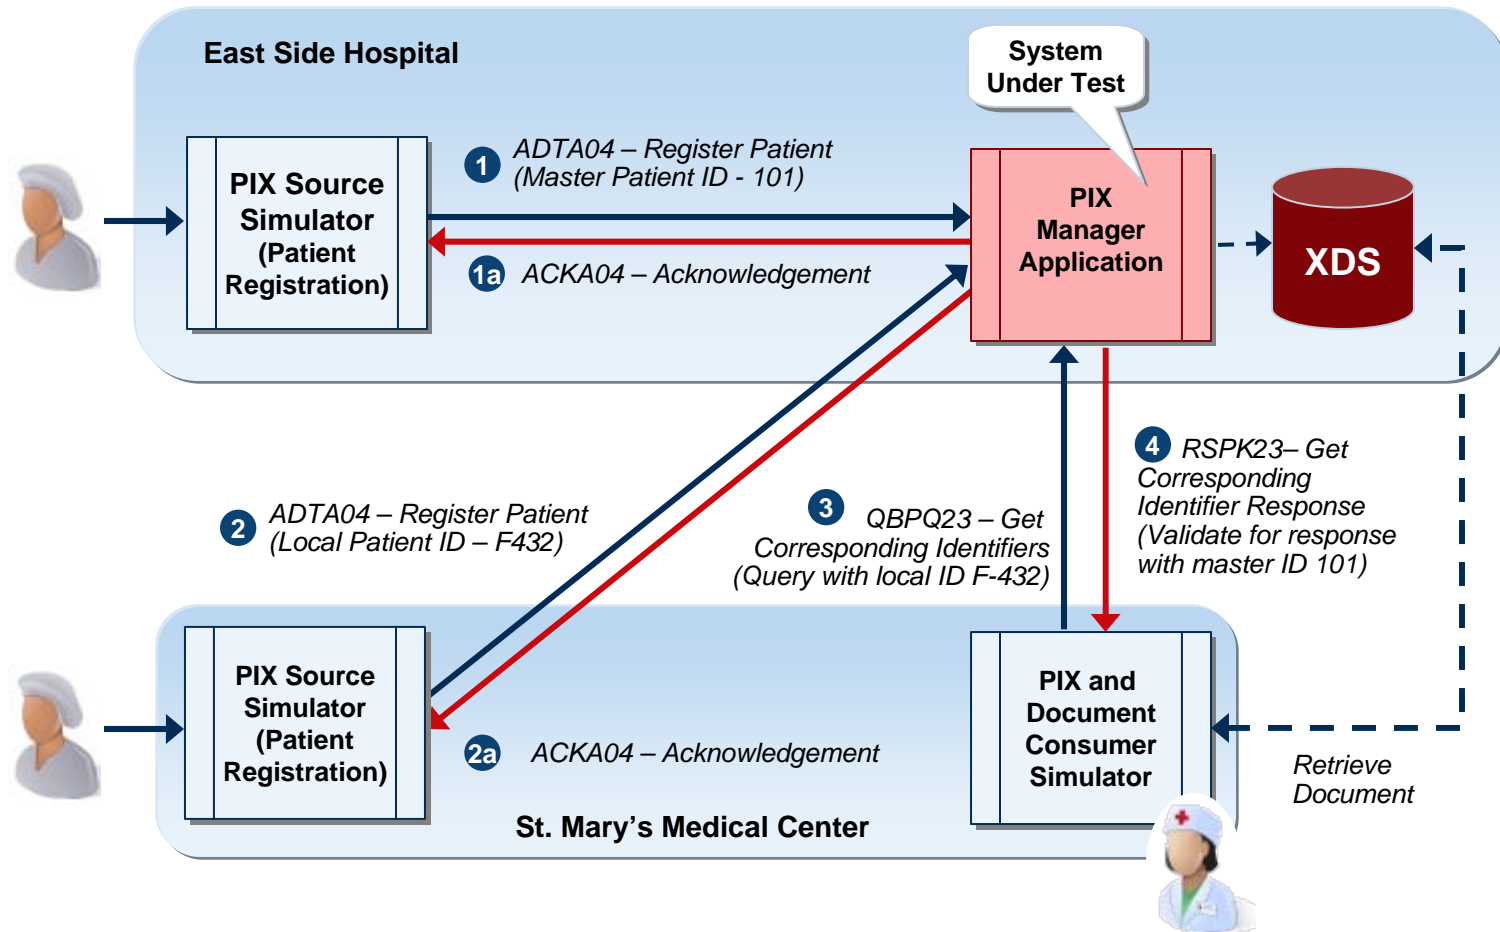 East Side Hospital
System
Under Test
PIX Source
Simulator
(Patient
Registration)
1
ADTA04 – Register Patient
(Master Patient ID - 101)
1a
ACKA04 – Acknowledgement
PIX
Manager
Application
XDS
2
ADTA04 – Register Patient
(Local Patient ID – F432)
3
QBPQ23 – Get
Corresponding Identifiers
(Query with local ID F-432)
4
RSPK23– Get
Corresponding
Identifier Response
(Validate for response
with master ID 101)
PIX Source
Simulator
(Patient
Registration)
2a
ACKA04 – Acknowledgement
PIX and
Document
Consumer
Simulator
Retrieve
Document
St. Mary’s Medical Center